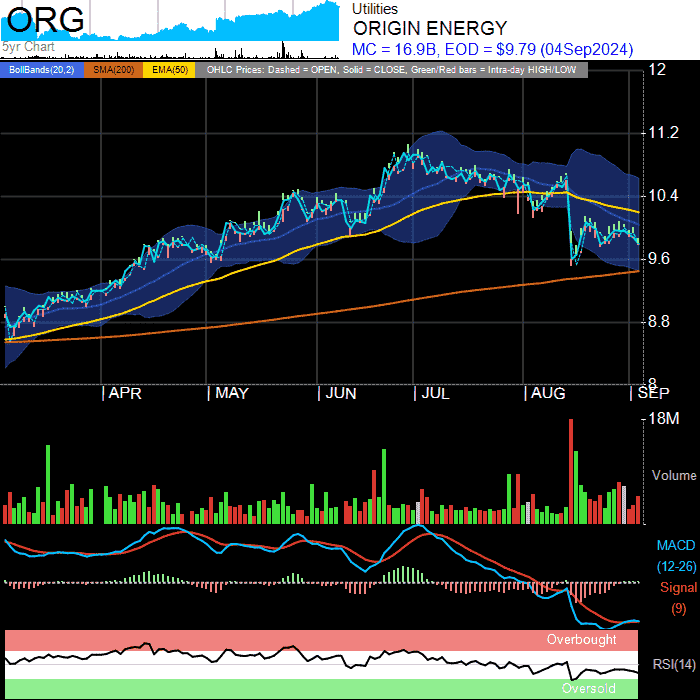 ORG
5yr Chart
Utilities
ORIGIN ENERGY
MC = 16.9B, EOD = $9.79 (04Sep2024)
BollBands(20,2) SMA(200) EMA(50) OHLC Prices: Dashed = OPEN, Solid = CLOSE, Green/Red bars = Intra-day HIGH/LOW
12
11.2
10.4
9.6
8.8
8
APR MAY JUN JUL AUG SEP
18M
Volume
MACD
(12-26)
Signal
(9)
Overbought
RSI(14)
Oversold